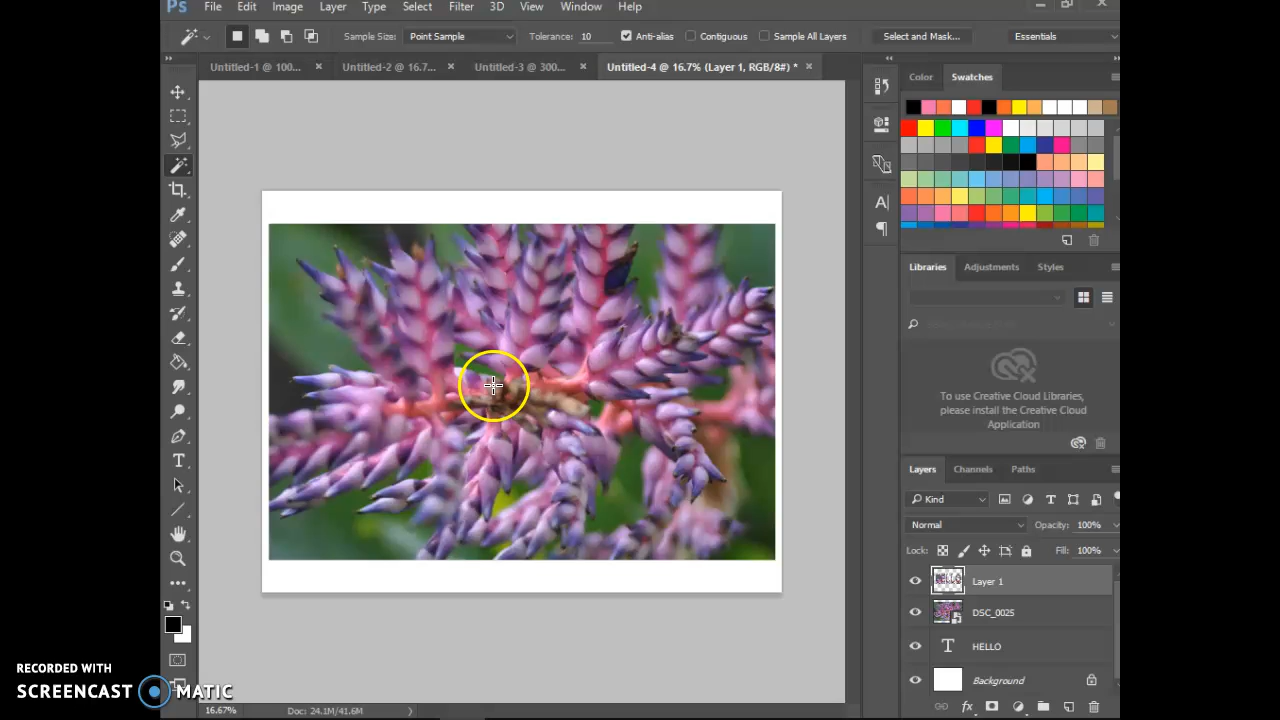 Ps File Edit Image Layer Type Select Filter 3D View Window Help
Sample Size: Point Sample Tolerance: 10 Anti-alias Contiguous Sample All Layers Select and Mask... Essentials
Untitled-1 @ 100... × Untitled-2 @ 16.7... × Untitled-3 @ 300... × Untitled-4 @ 16.7% (Layer 1, RGB/8#) * ×
Color Swatches
Libraries Adjustments Styles
To use Creative Cloud Libraries,
please install the Creative Cloud
Application
Layers Channels Paths
Kind
Normal Opacity: 100%
Lock: Fill: 100%
Layer 1
DSC_0025
T HELLO
Background
fx
16.67% Doc: 24.1M/41.6M
RECORDED WITH
SCREENCAST MATIC